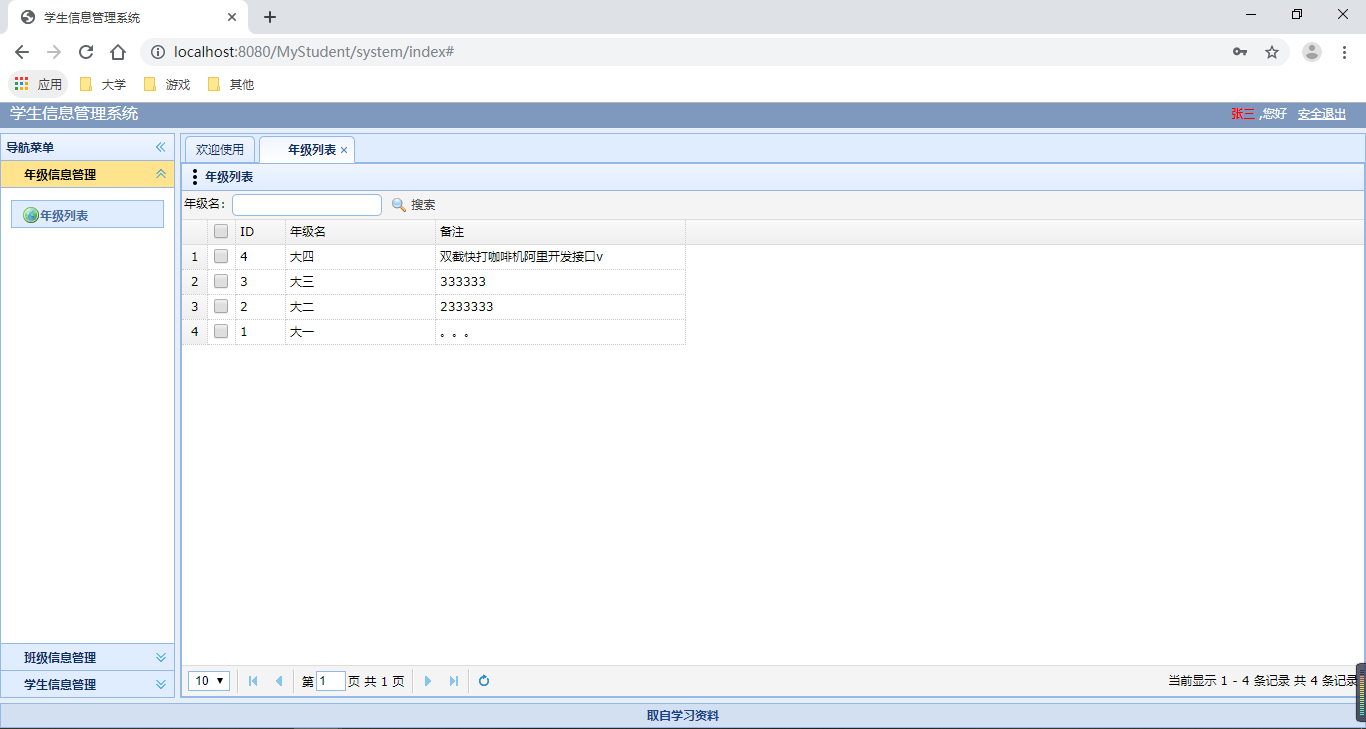 学生信息管理系统
localhost:8080/MyStudent/system/index#
应用 大学 游戏 其他
学生信息管理系统 张三 ,您好 安全退出
导航菜单
年级信息管理
年级列表
班级信息管理
学生信息管理
欢迎使用 年级列表
年级列表
年级名: 搜索
ID 年级名 备注
1 4 大四 双截快打咖啡机阿里开发接口v
2 3 大三 333333
3 2 大二 2333333
4 1 大一 。。。
10 第 1 页 共 1 页 当前显示 1 - 4 条记录 共 4 条记录
取自学习资料